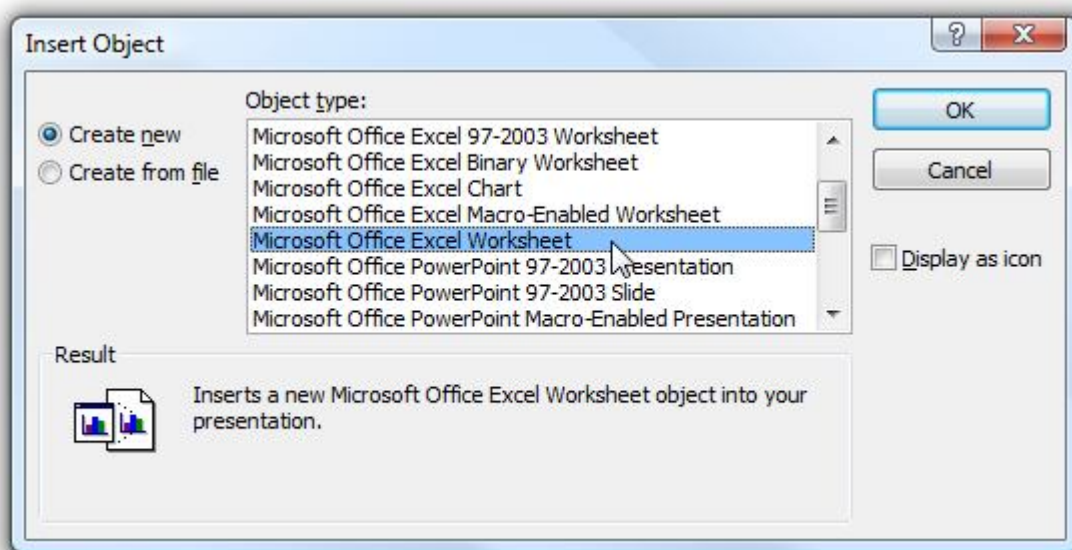 Insert Object
Object type:
Create new
Create from file
Microsoft Office Excel 97-2003 Worksheet
Microsoft Office Excel Binary Worksheet
Microsoft Office Excel Chart
Microsoft Office Excel Macro-Enabled Worksheet
Microsoft Office Excel Worksheet
Microsoft Office PowerPoint 97-2003 Presentation
Microsoft Office PowerPoint 97-2003 Slide
Microsoft Office PowerPoint Macro-Enabled Presentation
OK
Cancel
Display as icon
Result
Inserts a new Microsoft Office Excel Worksheet object into your
presentation.